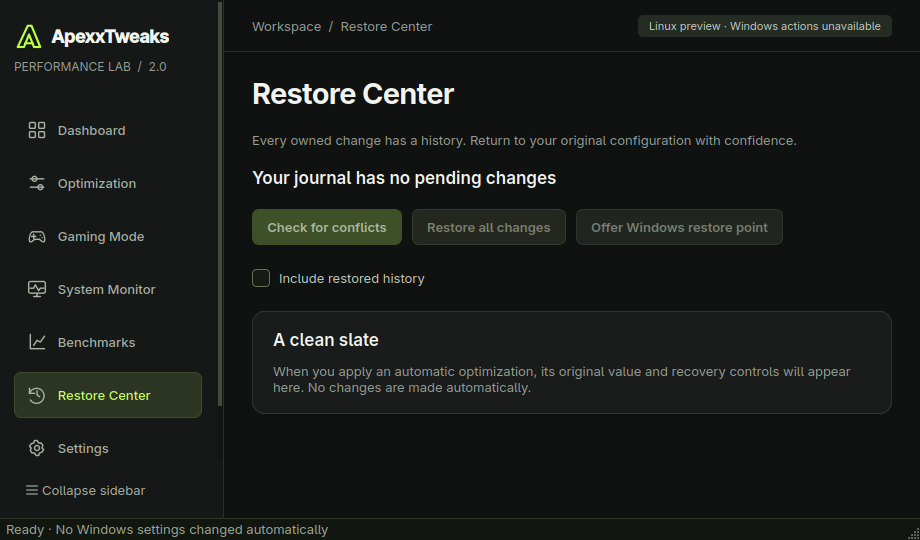 ApexxTweaks
PERFORMANCE LAB / 2.0
Dashboard
Optimization
Gaming Mode
System Monitor
Benchmarks
Restore Center
Settings
Collapse sidebar
Workspace / Restore Center
Linux preview · Windows actions unavailable
Restore Center
Every owned change has a history. Return to your original configuration with confidence.
Your journal has no pending changes
Check for conflicts
Restore all changes
Offer Windows restore point
Include restored history
A clean slate
When you apply an automatic optimization, its original value and recovery controls will appear
here. No changes are made automatically.
Ready · No Windows settings changed automatically